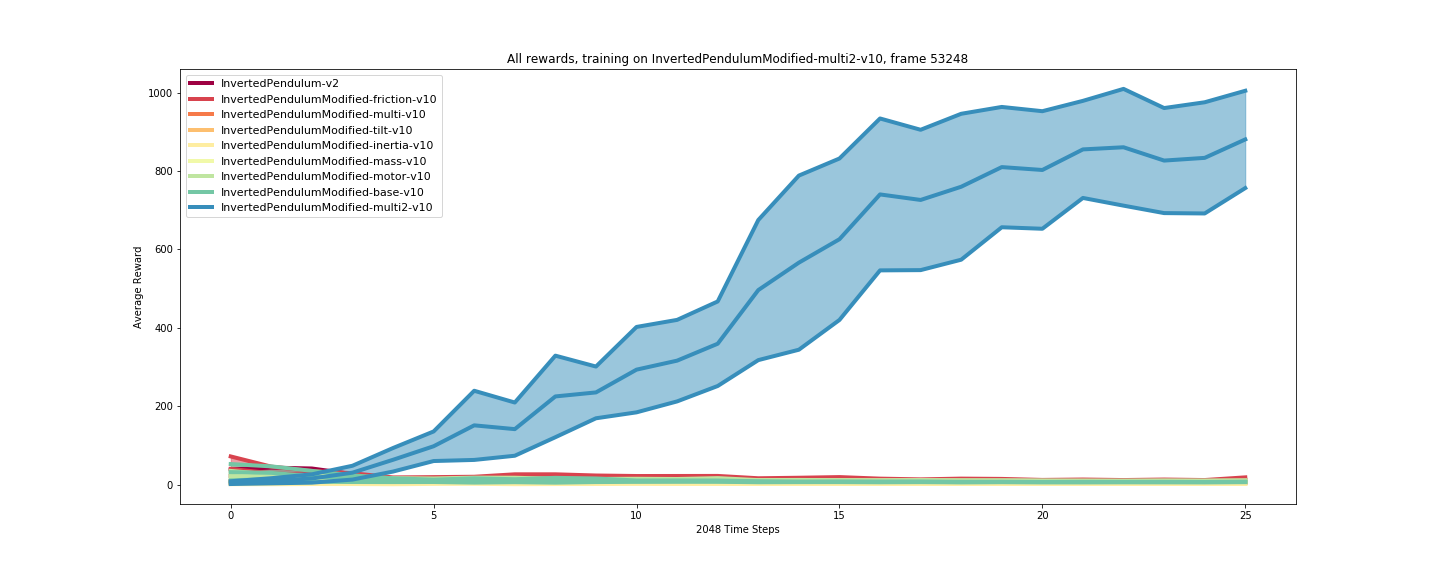 All rewards, training on InvertedPendulumModified-multi2-v10, frame 53248
InvertedPendulum-v2
InvertedPendulumModified-friction-v10
InvertedPendulumModified-multi-v10
InvertedPendulumModified-tilt-v10
InvertedPendulumModified-inertia-v10
InvertedPendulumModified-mass-v10
InvertedPendulumModified-motor-v10
InvertedPendulumModified-base-v10
InvertedPendulumModified-multi2-v10
1000
800
600
400
200
0
Average Reward
0 5 10 15 20 25
2048 Time Steps